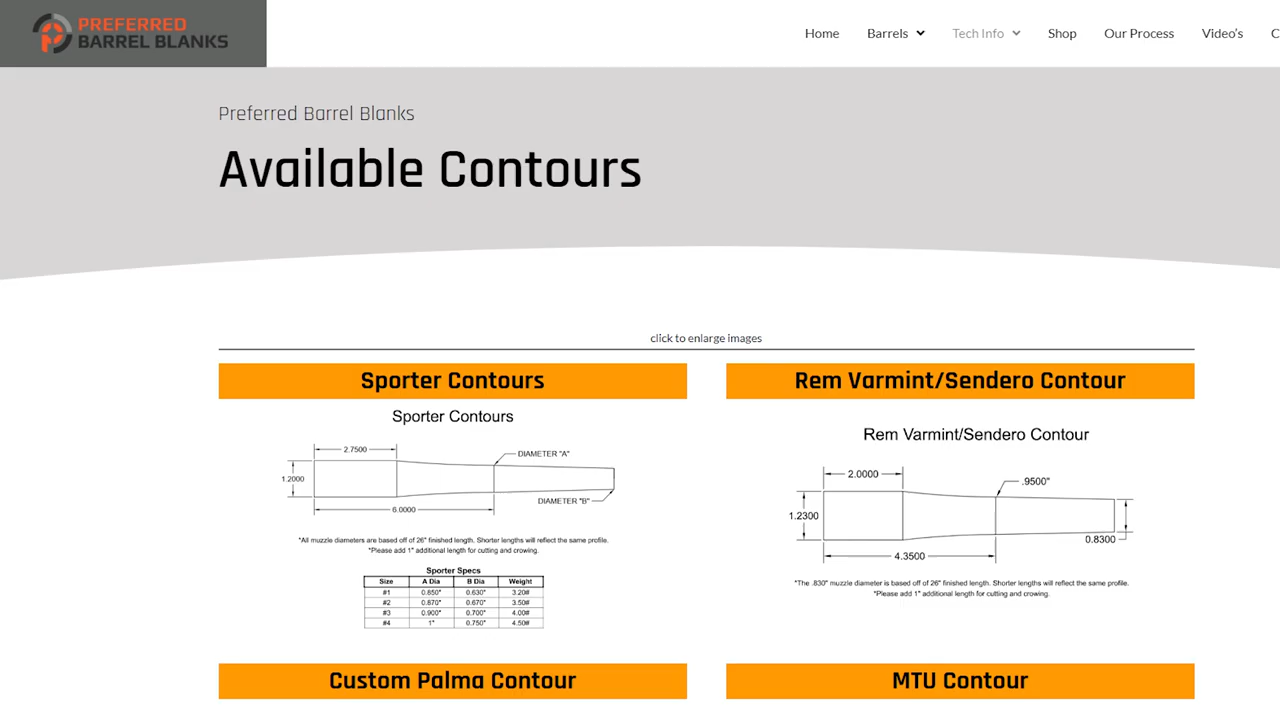 PREFERRED
BARREL BLANKS
Home Barrels Tech Info Shop Our Process Video's C
Preferred Barrel Blanks
Available Contours
click to enlarge images
Sporter Contours
Sporter Contours
2.7500
DIAMETER "A"
1.2000
DIAMETER "B"
6.0000
*All muzzle diameters are based off of 26" finished length. Shorter lengths will reflect the same profile.
*Please add 1" additional length for cutting and crowing.
Sporter Specs
Size A Dia B Dia Weight
#1 0.850" 0.630" 3.20#
#2 0.870" 0.670" 3.50#
#3 0.900" 0.700" 4.00#
#4 1" 0.750" 4.50#
Rem Varmint/Sendero Contour
Rem Varmint/Sendero Contour
2.0000
.9500"
1.2300
0.8300
4.3500
*The .830" muzzle diameter is based off of 26" finished length. Shorter lengths will reflect the same profile.
*Please add 1" additional length for cutting and crowing.
Custom Palma Contour
MTU Contour